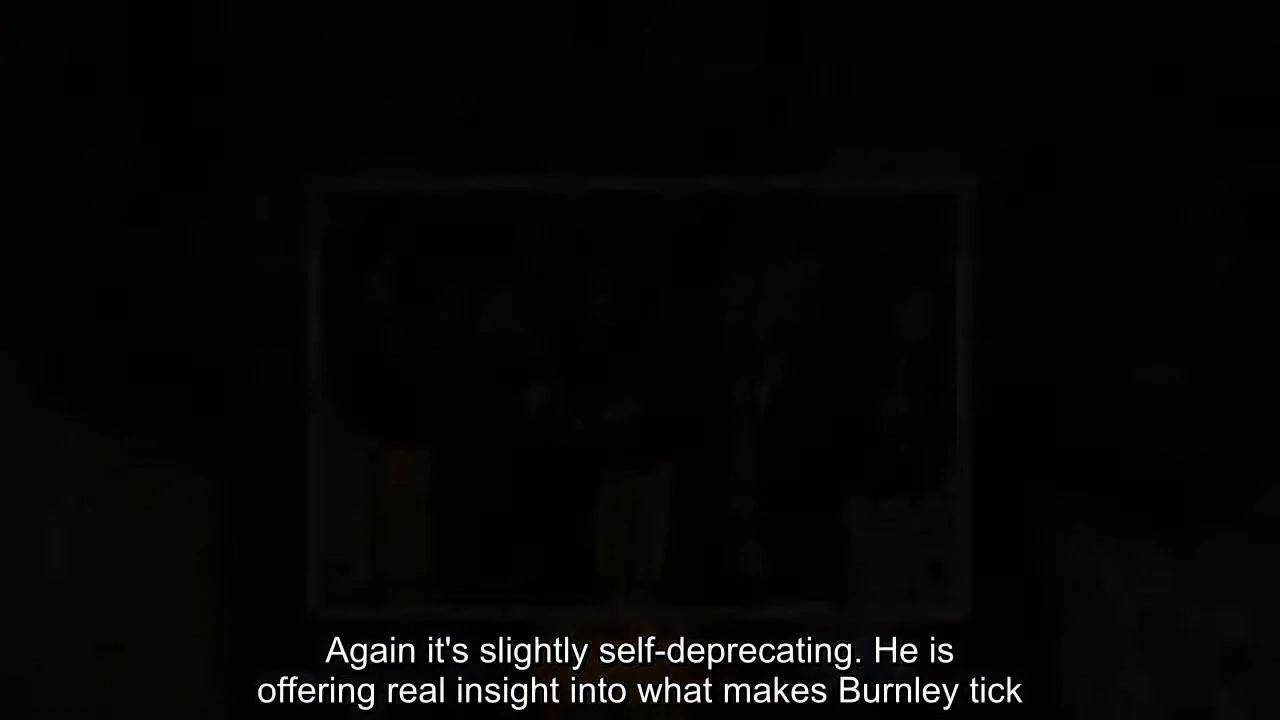 Again it's slightly self-deprecating. He is
offering real insight into what makes Burnley tick